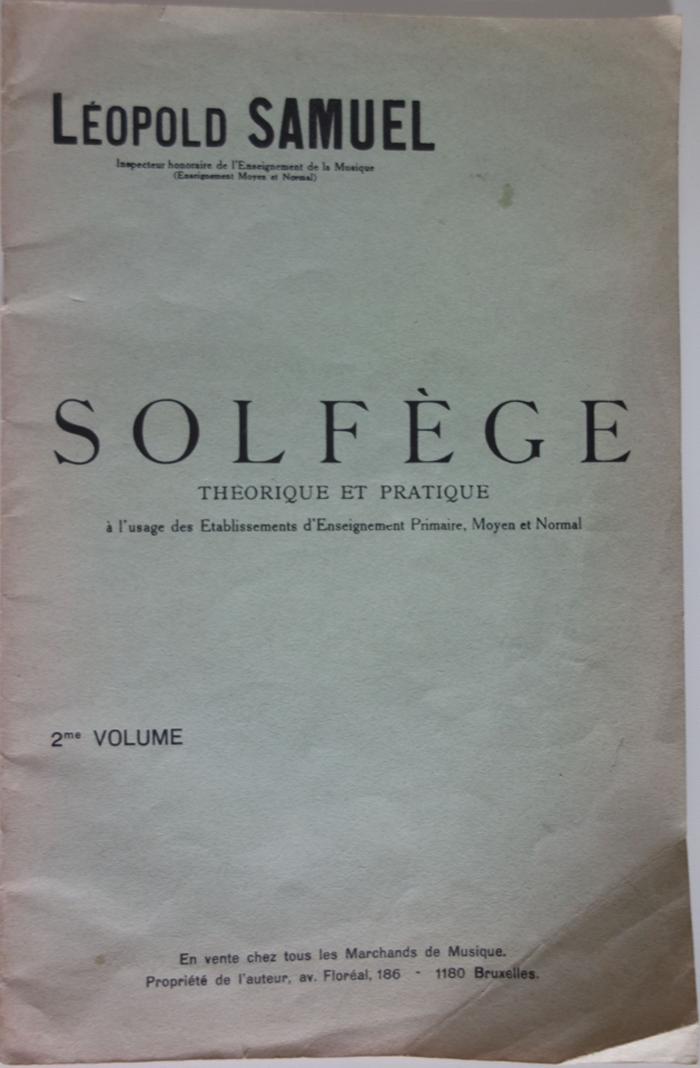 LÉOPOLD SAMUEL
Inspecteur honoraire de l'Enseignement de la Musique
(Enseignement Moyen et Normal)
SOLFÈGE
THÉORIQUE ET PRATIQUE
à l'usage des Etablissements d'Enseignement Primaire, Moyen et Normal
2me VOLUME
En vente chez tous les Marchands de Musique.
Propriété de l'auteur, av. Floréal, 186 - 1180 Bruxelles.